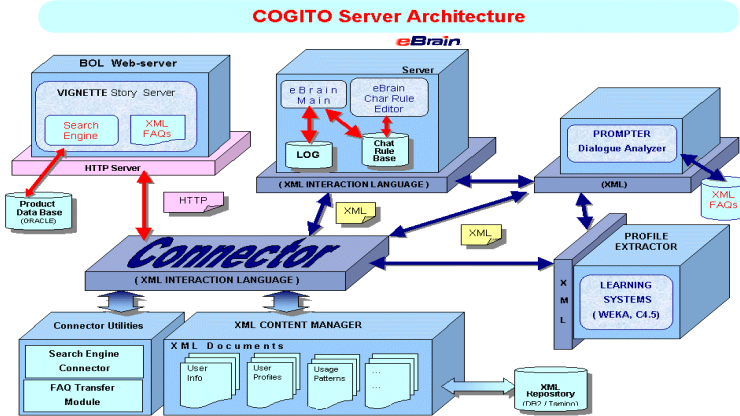 COGITO Server Architecture
eBrain
BOL Web-server
VIGNETTE Story Server
Search
Engine
XML
FAQs
HTTP Server
Product
Data Base
(ORACLE)
HTTP
Server
eBrain
Main
eBrain
Char Rule
Editor
LOG
Chat
Rule
Base
(XML INTERACTION LANGUAGE )
XML
PROMPTER
Dialogue Analyzer
(XML)
XML
FAQs
XML
Connector
( XML INTERACTION LANGUAGE )
PROFILE
EXTRACTOR
X
M
L
LEARNING
SYSTEMS
( WEKA, C4.5)
Connector Utilities
Search Engine
Connector
FAQ Transfer
Module
XML CONTENT MANAGER
XML Documents
User
Info
User
Profiles
Usage
Patterns
...
...
XML
Repository
(DB2 / Tamino)